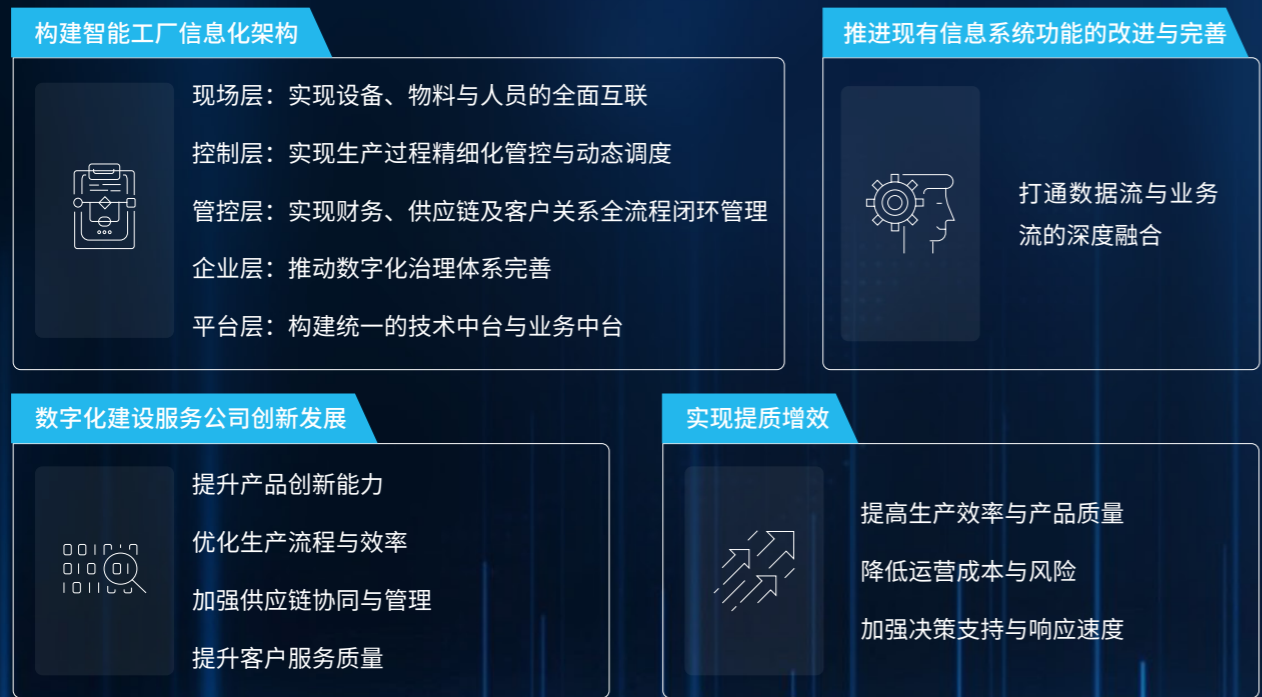 构建智能工厂信息化架构
现场层：实现设备、物料与人员的全面互联
控制层：实现生产过程精细化管控与动态调度
管控层：实现财务、供应链及客户关系全流程闭环管理
企业层：推动数字化治理体系完善
平台层：构建统一的技术中台与业务中台
推进现有信息系统功能的改进与完善
打通数据流与业务
流的深度融合
数字化建设服务公司创新发展
提升产品创新能力
优化生产流程与效率
加强供应链协同与管理
提升客户服务质量
实现提质增效
提高生产效率与产品质量
降低运营成本与风险
加强决策支持与响应速度